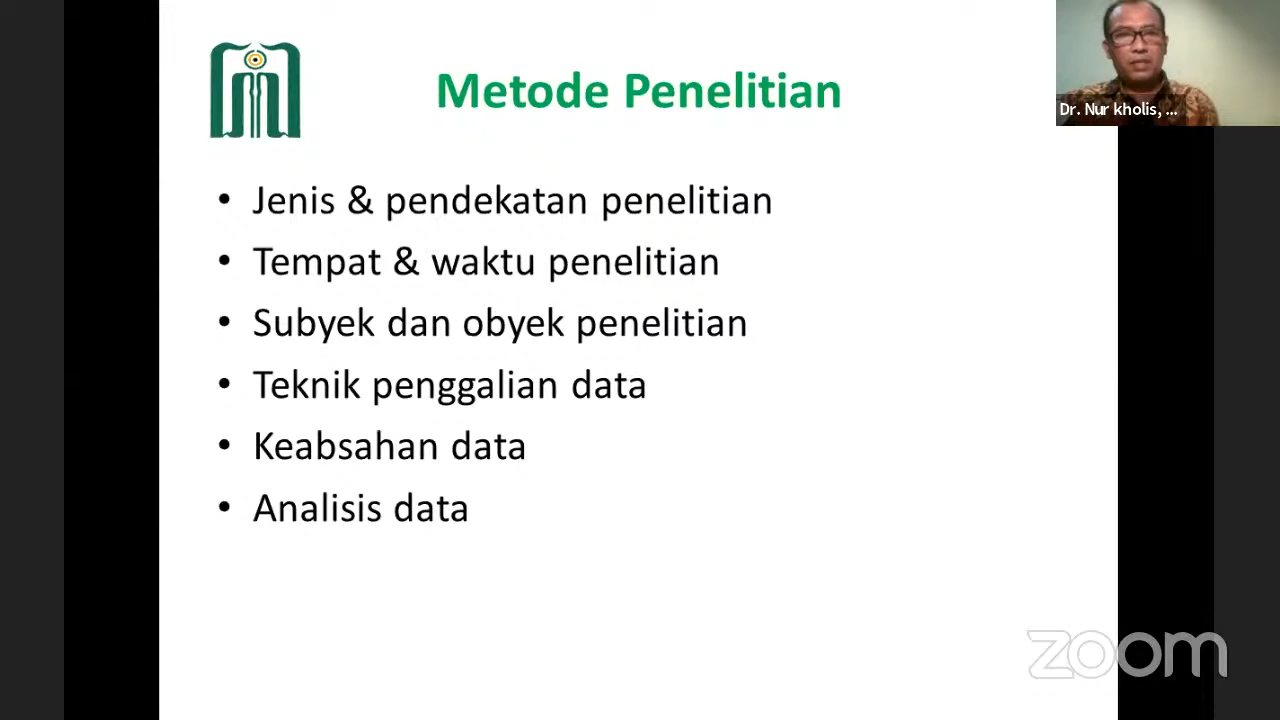 Metode Penelitian
Dr. Nur kholis, ...
• Jenis & pendekatan penelitian
• Tempat & waktu penelitian
• Subyek dan obyek penelitian
• Teknik penggalian data
• Keabsahan data
• Analisis data
zoom